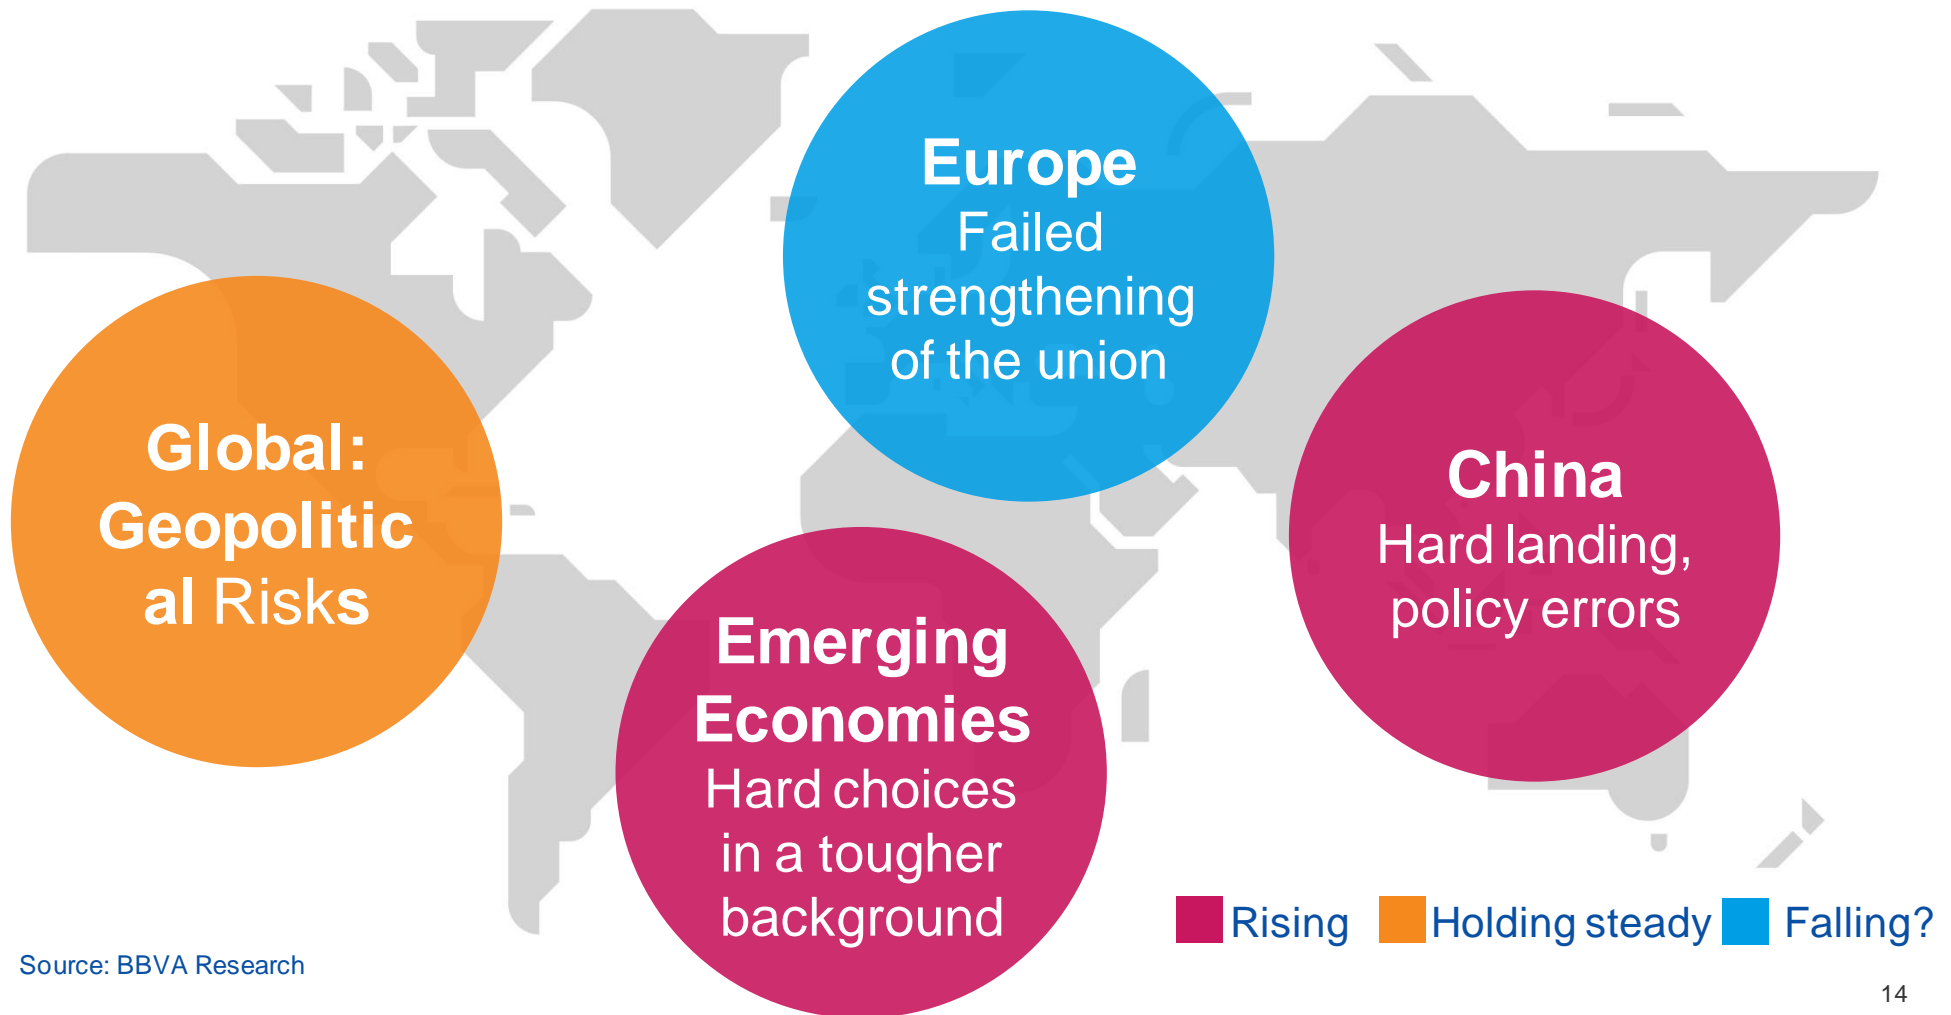 Europe
Failed
strengthening
of the union
Global:
Geopolitic
al Risks
China
Hard landing,
policy errors
Emerging
Economies
Hard choices
in a tougher
background
Rising
Holding steady
Falling?
Source: BBVA Research
14